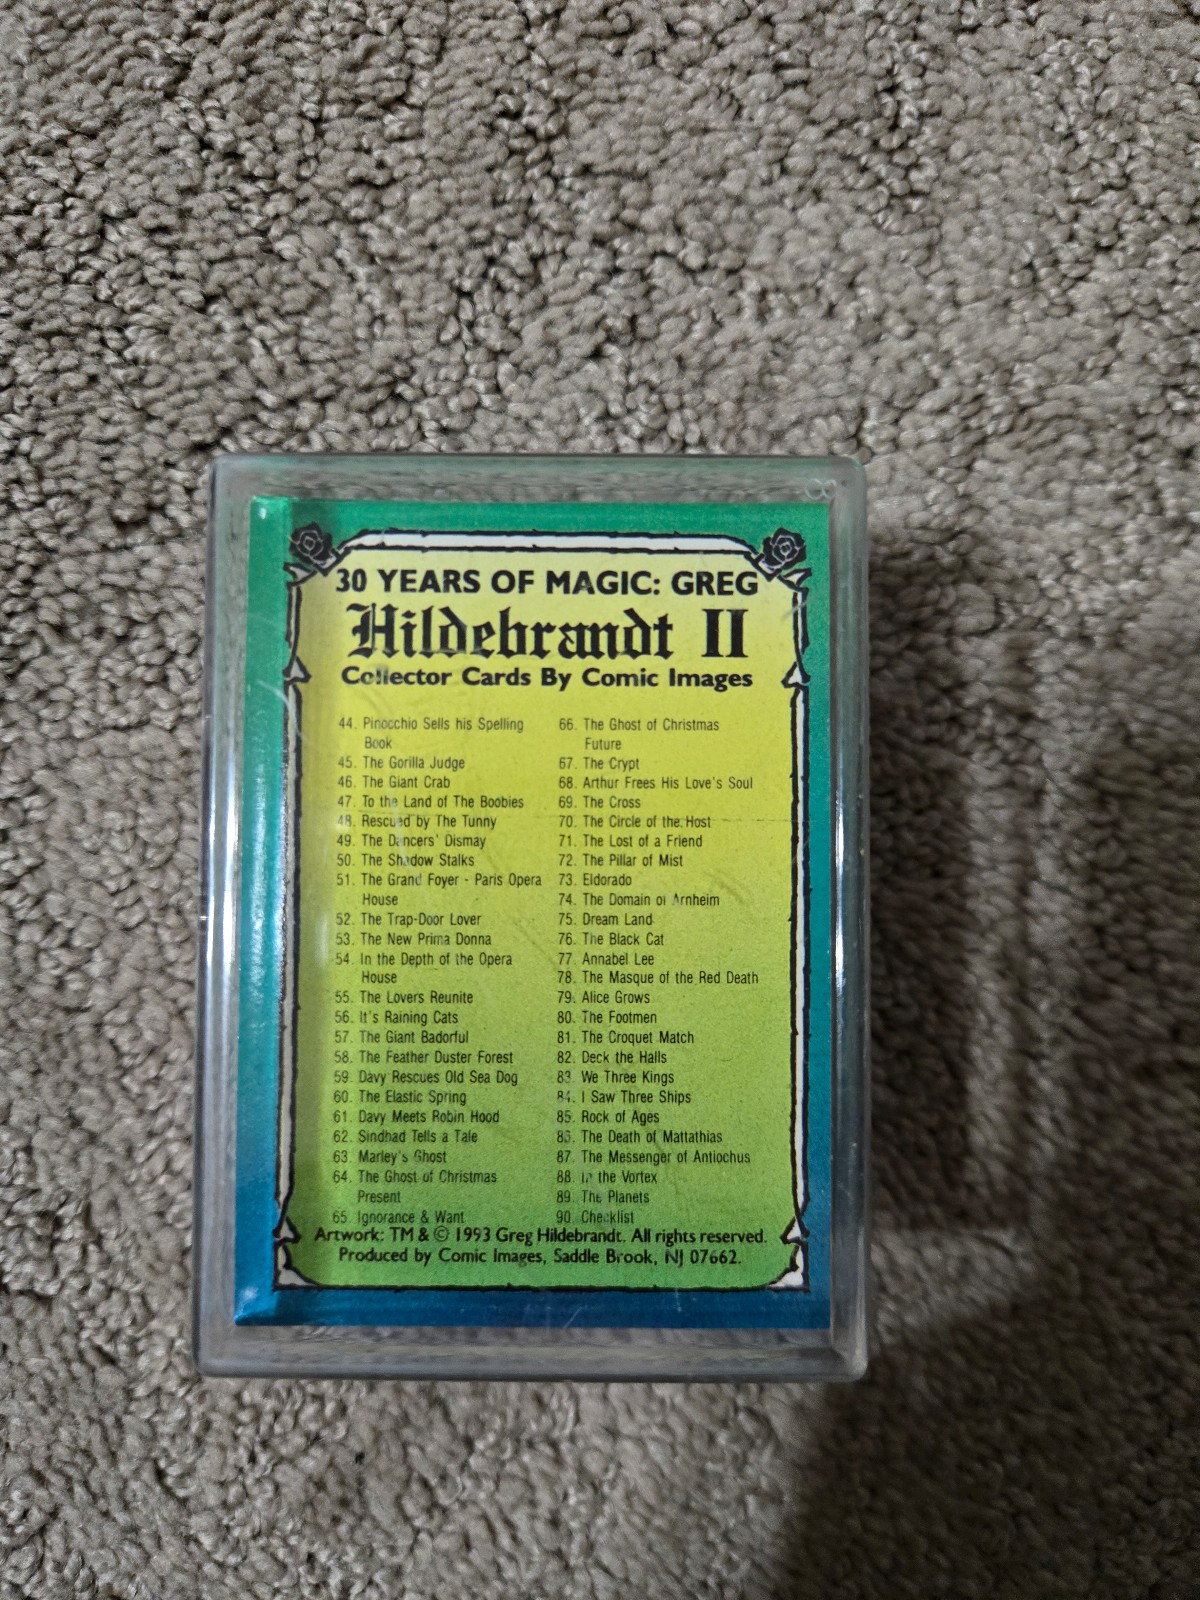 30 YEARS OF MAGIC: GREG
Hildebrandt II
Collector Cards By Comic Images
44. Pinocchio Sells his Spelling
Book
45. The Gorilla Judge
46. The Giant Crab
47. To the Land of The Boobies
48. Rescued by The Tunny
49. The Dancers' Dismay
50. The Shadow Stalks
51. The Grand Foyer - Paris Opera
House
52. The Trap-Door Lover
53. The New Prima Donna
54. In the Depth of the Opera
House
55. The Lovers Reunite
56. It's Raining Cats
57. The Giant Badorful
58. The Feather Duster Forest
59. Davy Rescues Old Sea Dog
60. The Elastic Spring
61. Davy Meets Robin Hood
62. Sindhad Tells a Tale
63. Marley's Ghost
64. The Ghost of Christmas
Present
65. Ignorance & Want
66. The Ghost of Christmas
Future
67. The Crypt
68. Arthur Frees His Love's Soul
69. The Cross
70. The Circle of the Host
71. The Lost of a Friend
72. The Pillar of Mist
73. Eldorado
74. The Domain of Arnheim
75. Dream Land
76. The Black Cat
77. Annabel Lee
78. The Masque of the Red Death
79. Alice Grows
80. The Footmen
81. The Croquet Match
82. Deck the Halls
83. We Three Kings
84. I Saw Three Ships
85. Rock of Ages
86. The Death of Mattathias
87. The Messenger of Antiochus
88. In the Vortex
89. The Planets
90. Checklist
Artwork: TM & © 1993 Greg Hildebrandt. All rights reserved.
Produced by Comic Images, Saddle Brook, NJ 07662.